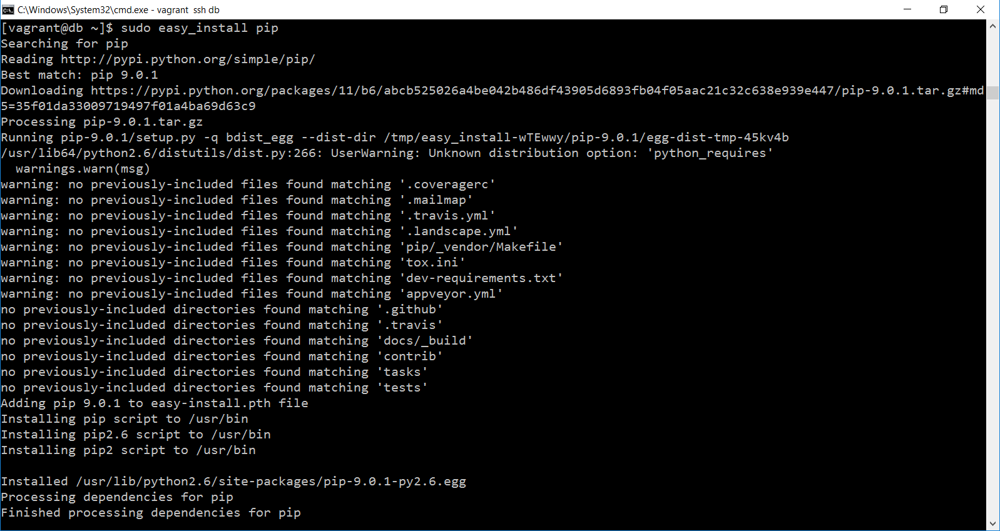 C:\Windows\System32\cmd.exe - vagrant  ssh db
[vagrant@db ~]$ sudo easy_install pip
Searching for pip
Reading http://pypi.python.org/simple/pip/
Best match: pip 9.0.1
Downloading https://pypi.python.org/packages/11/b6/abcb525026a4be042b486df43905d6893fb04f05aac21c32c638e939e447/pip-9.0.1.tar.gz#md
5=35f01da33009719497f01a4ba69d63c9
Processing pip-9.0.1.tar.gz
Running pip-9.0.1/setup.py -q bdist_egg --dist-dir /tmp/easy_install-wTEwwy/pip-9.0.1/egg-dist-tmp-45kv4b
/usr/lib64/python2.6/distutils/dist.py:266: UserWarning: Unknown distribution option: 'python_requires'
  warnings.warn(msg)
warning: no previously-included files found matching '.coveragerc'
warning: no previously-included files found matching '.mailmap'
warning: no previously-included files found matching '.travis.yml'
warning: no previously-included files found matching '.landscape.yml'
warning: no previously-included files found matching 'pip/_vendor/Makefile'
warning: no previously-included files found matching 'tox.ini'
warning: no previously-included files found matching 'dev-requirements.txt'
warning: no previously-included files found matching 'appveyor.yml'
no previously-included directories found matching '.github'
no previously-included directories found matching '.travis'
no previously-included directories found matching 'docs/_build'
no previously-included directories found matching 'contrib'
no previously-included directories found matching 'tasks'
no previously-included directories found matching 'tests'
Adding pip 9.0.1 to easy-install.pth file
Installing pip script to /usr/bin
Installing pip2.6 script to /usr/bin
Installing pip2 script to /usr/bin
Installed /usr/lib/python2.6/site-packages/pip-9.0.1-py2.6.egg
Processing dependencies for pip
Finished processing dependencies for pip